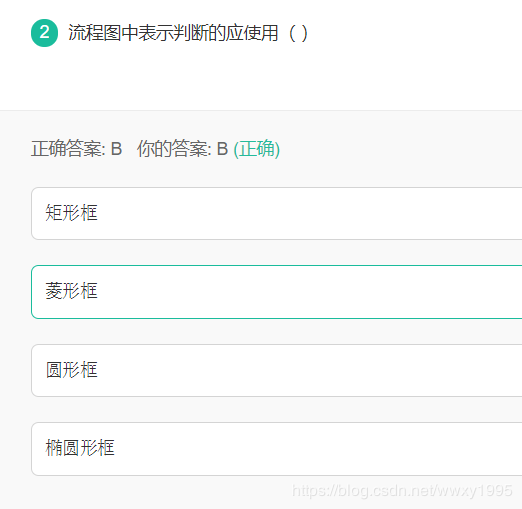 2 流程图中表示判断的应使用（ ）
正确答案: B 你的答案: B (正确)
矩形框
菱形框
圆形框
椭圆形框
https://blog.csdn.net/wwxy1995